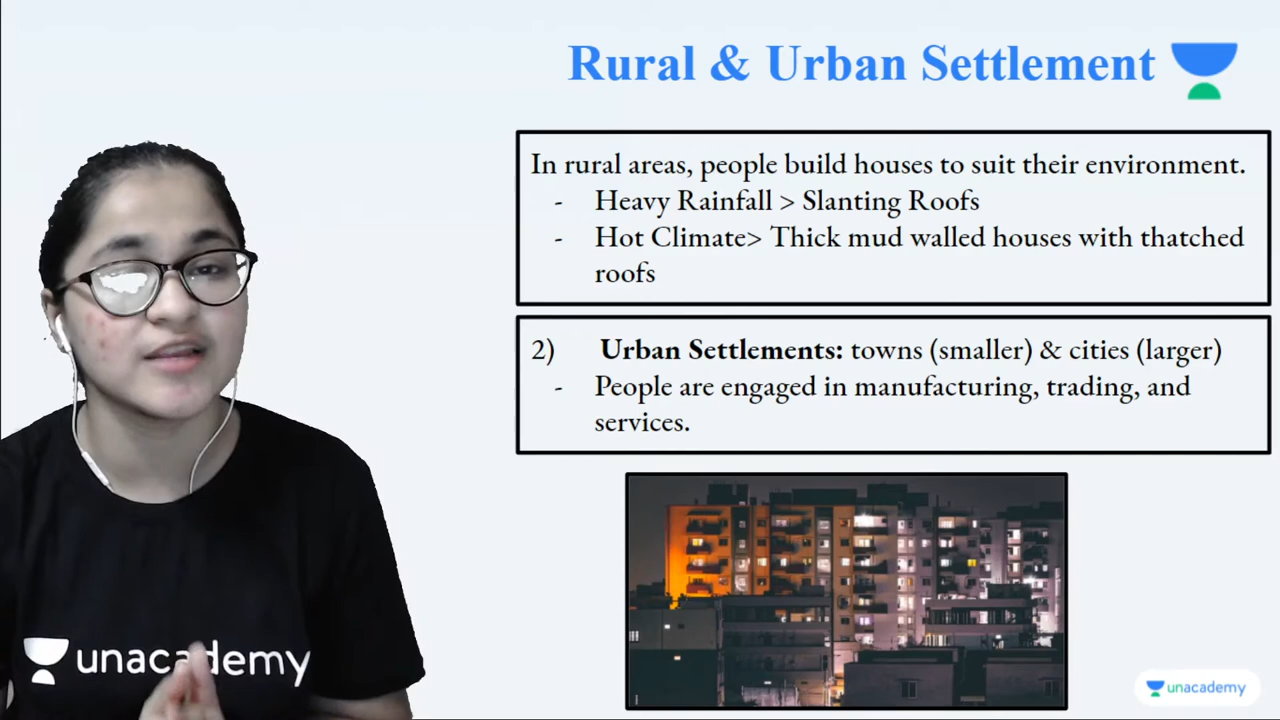 Rural & Urban Settlement
In rural areas, people build houses to suit their environment.
- Heavy Rainfall > Slanting Roofs
- Hot Climate> Thick mud walled houses with thatched
roofs
2) Urban Settlements: towns (smaller) & cities (larger)
- People are engaged in manufacturing, trading, and
services.
unacademy
unacademy